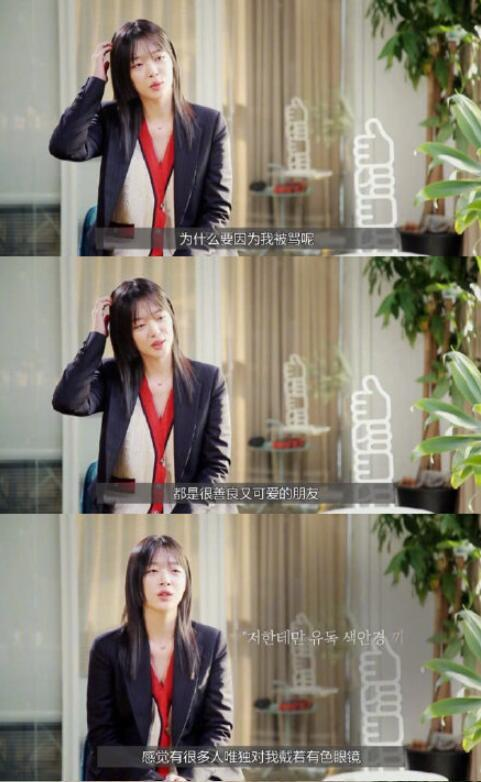 为什么要因为我被骂呢
都是很善良又可爱的朋友
"저한테만 유독 색안경 끼
感觉有很多人唯独对我戴着有色眼镜